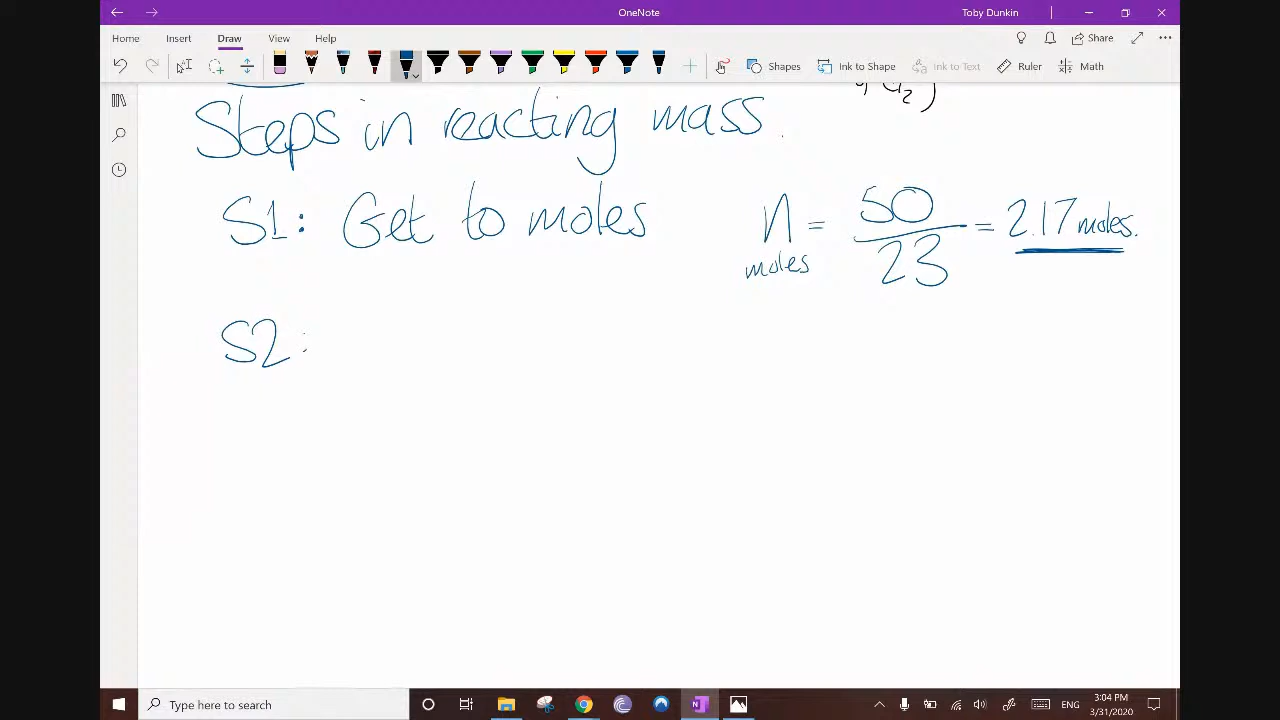 OneNote
Toby Dunkin
Home Insert Draw View Help
Share
Shapes Ink to Shape Ink to Text Ruler Math
Steps in reacting mass.
S1: Get to moles
n = 50 / 23 = 2.17 moles.
moles
S2:
Type here to search
ENG
3:04 PM
3/31/2020